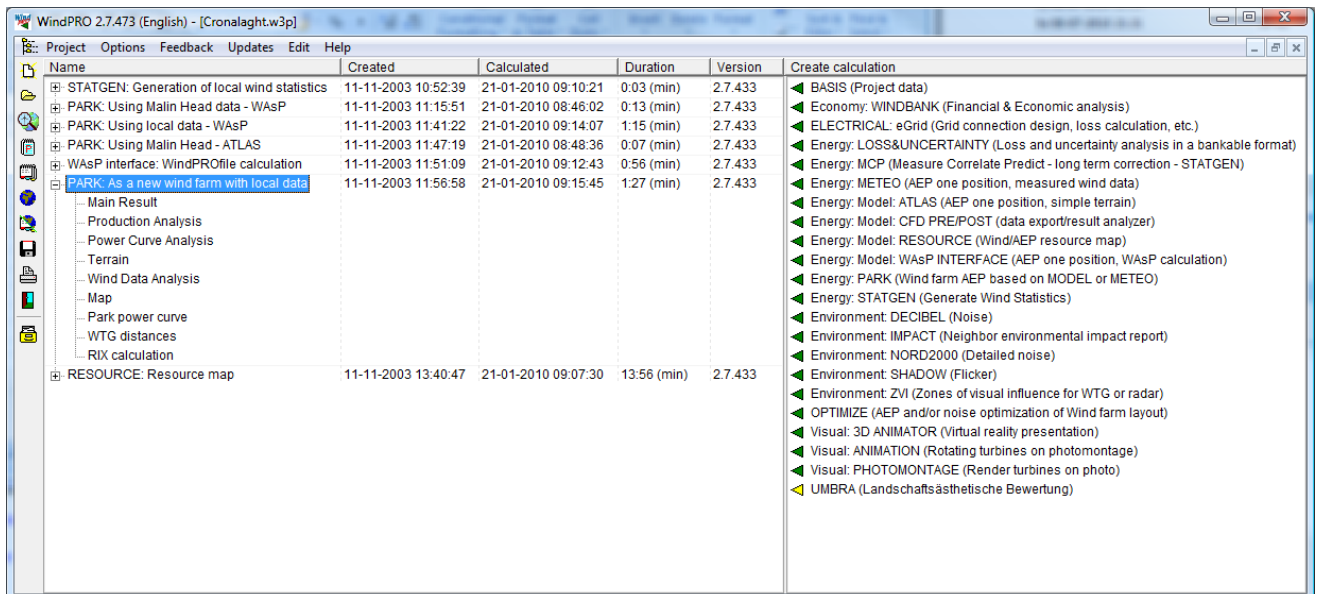 WindPRO 2.7.473 (English) - [Cronalaght.w3p]
Project Options Feedback Updates Edit Help
Name Created Calculated Duration Version Create calculation
STATGEN: Generation of local wind statistics 11-11-2003 10:52:39 21-01-2010 09:10:21 0:03 (min) 2.7.433
PARK: Using Malin Head data - WAsP 11-11-2003 11:15:51 21-01-2010 08:46:02 0:13 (min) 2.7.433
PARK: Using local data - WAsP 11-11-2003 11:41:22 21-01-2010 09:14:07 1:15 (min) 2.7.433
PARK: Using Malin Head - ATLAS 11-11-2003 11:47:19 21-01-2010 08:48:36 0:07 (min) 2.7.433
WAsP interface: WindPROfile calculation 11-11-2003 11:51:09 21-01-2010 09:12:43 0:56 (min) 2.7.433
PARK: As a new wind farm with local data 11-11-2003 11:56:58 21-01-2010 09:15:45 1:27 (min) 2.7.433
Main Result
Production Analysis
Power Curve Analysis
Terrain
Wind Data Analysis
Map
Park power curve
WTG distances
RIX calculation
RESOURCE: Resource map 11-11-2003 13:40:47 21-01-2010 09:07:30 13:56 (min) 2.7.433
BASIS (Project data)
Economy: WINDBANK (Financial & Economic analysis)
ELECTRICAL: eGrid (Grid connection design, loss calculation, etc.)
Energy: LOSS&UNCERTAINTY (Loss and uncertainty analysis in a bankable format)
Energy: MCP (Measure Correlate Predict - long term correction - STATGEN)
Energy: METEO (AEP one position, measured wind data)
Energy: Model: ATLAS (AEP one position, simple terrain)
Energy: Model: CFD PRE/POST (data export/result analyzer)
Energy: Model: RESOURCE (Wind/AEP resource map)
Energy: Model: WAsP INTERFACE (AEP one position, WAsP calculation)
Energy: PARK (Wind farm AEP based on MODEL or METEO)
Energy: STATGEN (Generate Wind Statistics)
Environment: DECIBEL (Noise)
Environment: IMPACT (Neighbor environmental impact report)
Environment: NORD2000 (Detailed noise)
Environment: SHADOW (Flicker)
Environment: ZVI (Zones of visual influence for WTG or radar)
OPTIMIZE (AEP and/or noise optimization of Wind farm layout)
Visual: 3D ANIMATOR (Virtual reality presentation)
Visual: ANIMATION (Rotating turbines on photomontage)
Visual: PHOTOMONTAGE (Render turbines on photo)
UMBRA (Landschaftsästhetische Bewertung)